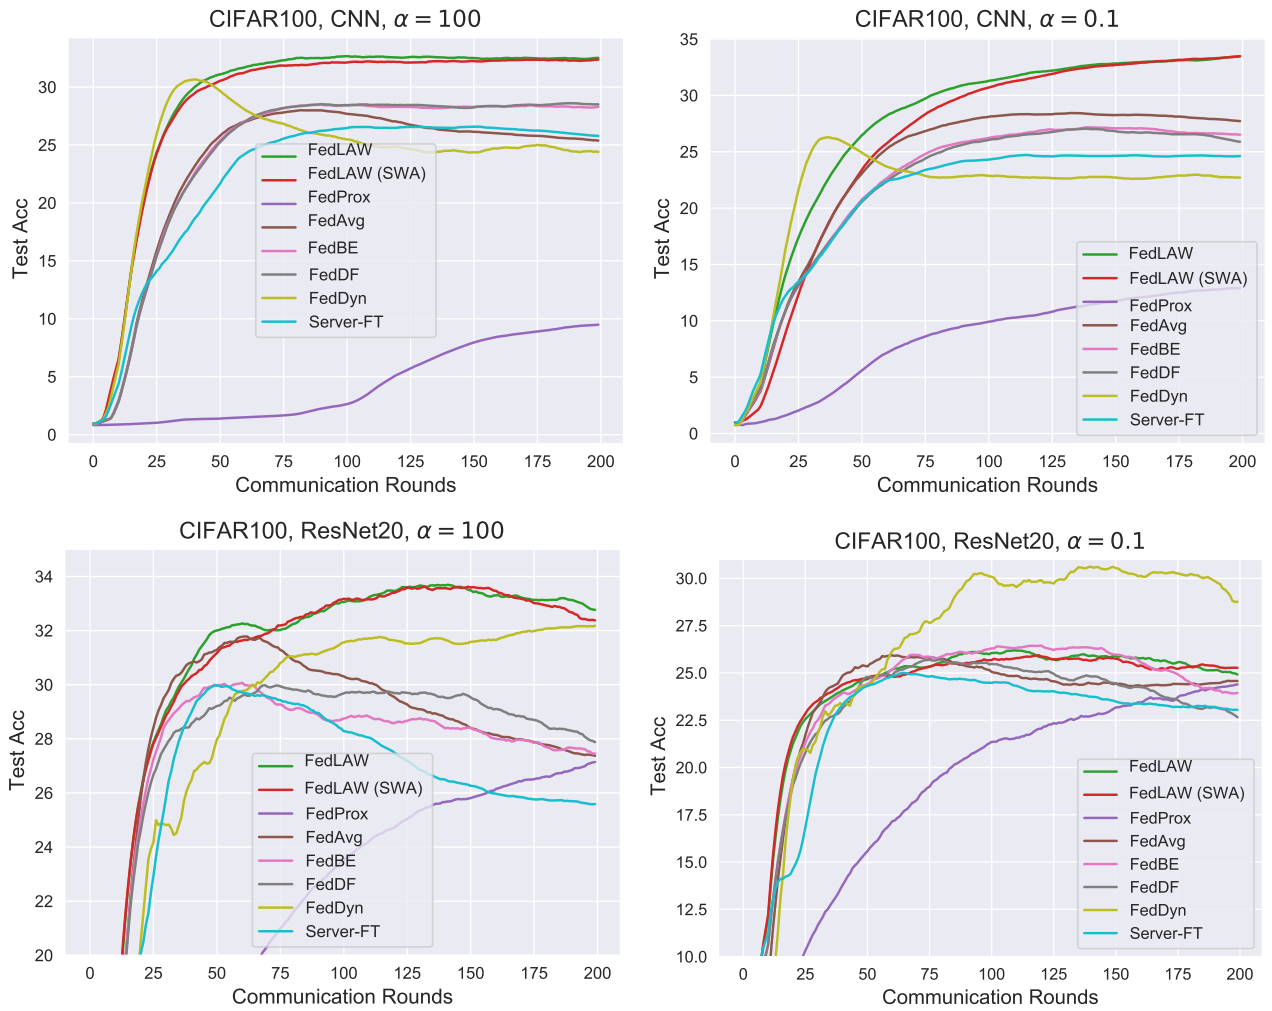 CIFAR100, CNN, α = 100
35
30
25
20
15
10
5
0
Test Acc
FedLAW
FedLAW (SWA)
FedProx
FedAvg
FedBE
FedDF
FedDyn
Server-FT
0 25 50 75 100 125 150 175 200
Communication Rounds
CIFAR100, CNN, α = 0.1
35
30
25
20
15
10
5
0
Test Acc
FedLAW
FedLAW (SWA)
FedProx
FedAvg
FedBE
FedDF
FedDyn
Server-FT
0 25 50 75 100 125 150 175 200
Communication Rounds
CIFAR100, ResNet20, α = 100
34
32
30
28
26
24
22
20
Test Acc
FedLAW
FedLAW (SWA)
FedProx
FedAvg
FedBE
FedDF
FedDyn
Server-FT
0 25 50 75 100 125 150 175 200
Communication Rounds
CIFAR100, ResNet20, α = 0.1
30.0
27.5
25.0
22.5
20.0
17.5
15.0
12.5
10.0
Test Acc
FedLAW
FedLAW (SWA)
FedProx
FedAvg
FedBE
FedDF
FedDyn
Server-FT
0 25 50 75 100 125 150 175 200
Communication Rounds